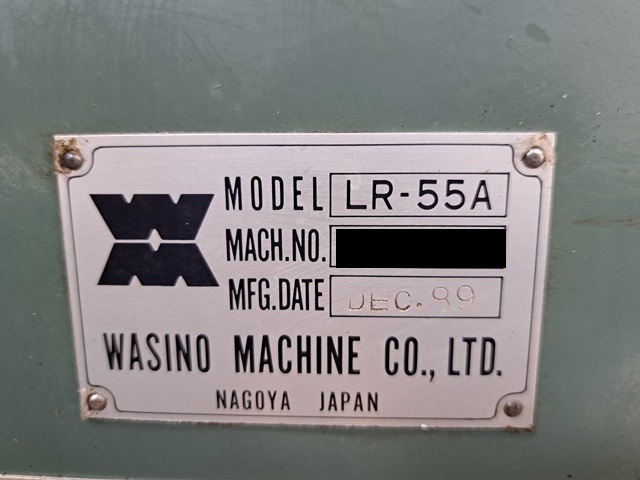 MODEL LR-55A
MACH.NO.
MFG.DATE DEC.89
WASINO MACHINE CO., LTD.
NAGOYA JAPAN